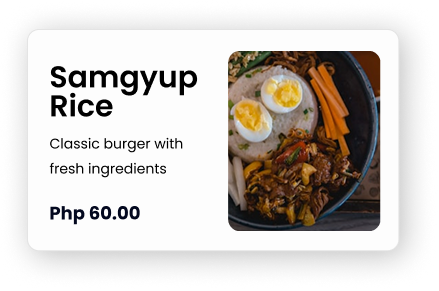 Samgyup
Rice
Classic burger with
fresh ingredients
Php 60.00